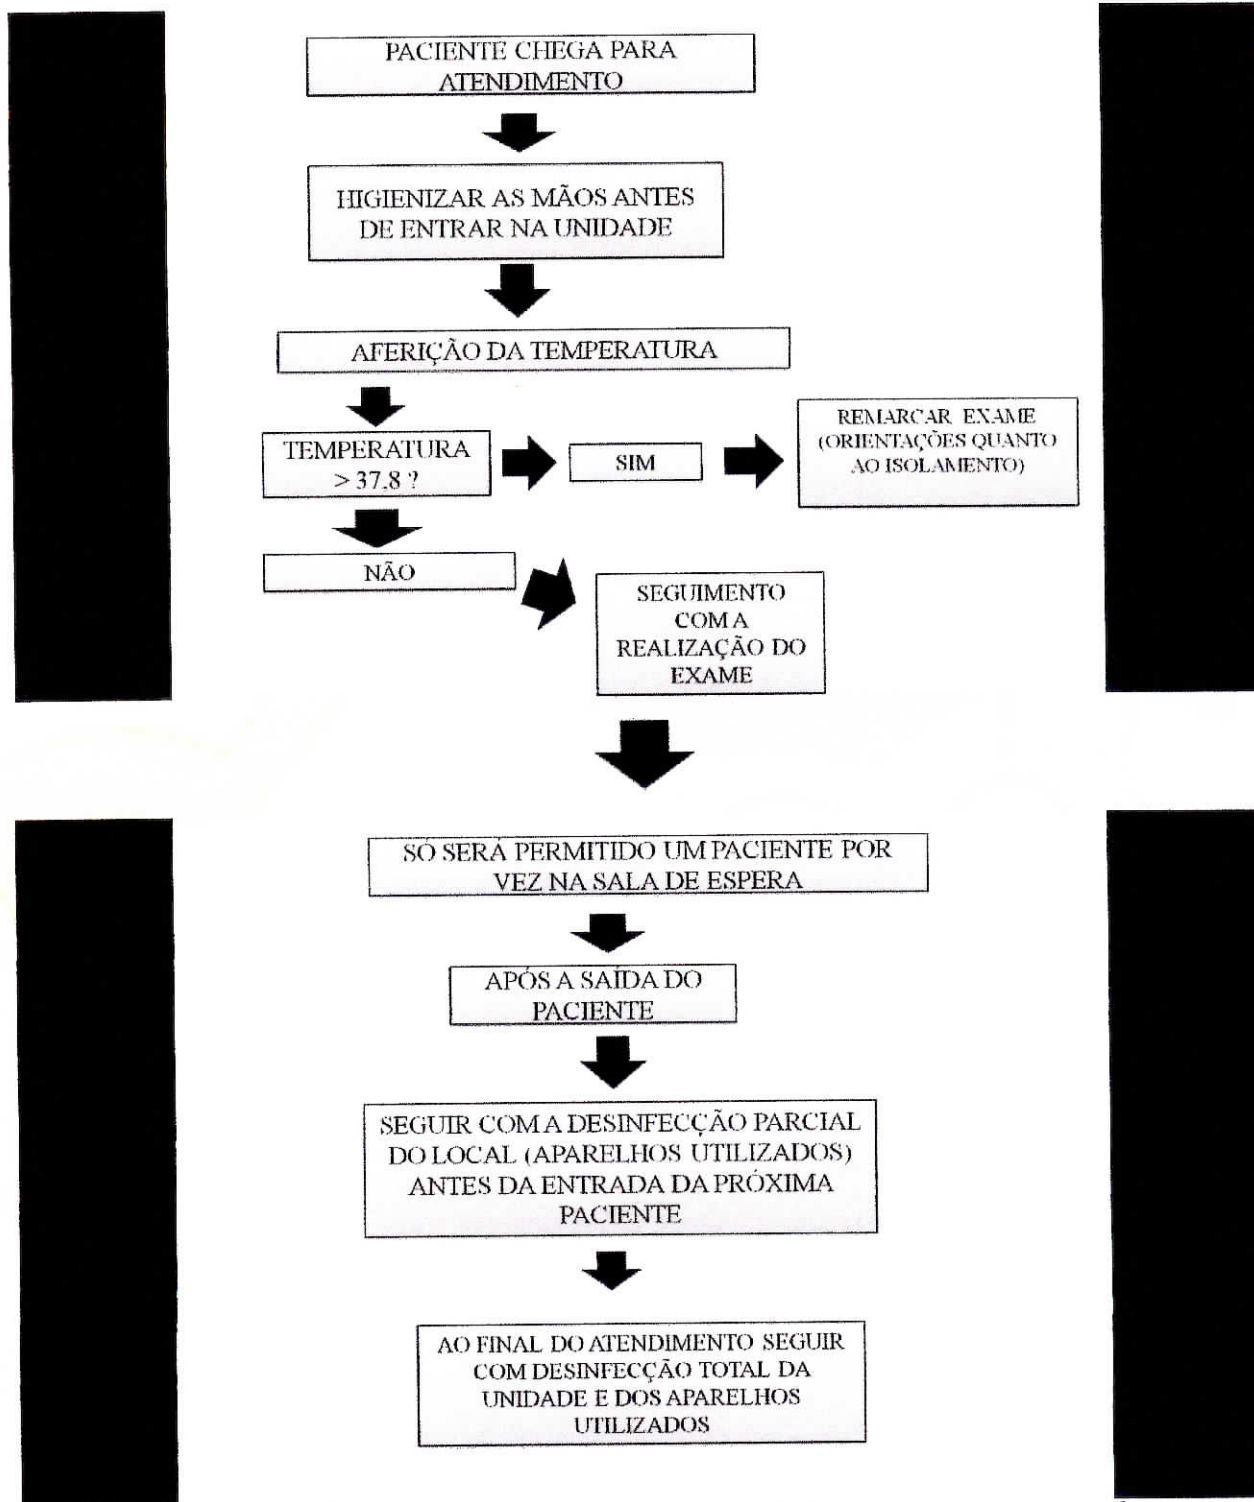 PACIENTE CHEGA PARA
ATENDIMENTO
HIGIENIZAR AS MÃOS ANTES
DE ENTRAR NA UNIDADE
AFERIÇÃO DA TEMPERATURA
TEMPERATURA
> 37,8 ?
SIM
REMARCAR EXAME
(ORIENTAÇÕES QUANTO
AO ISOLAMENTO)
NÃO
SEGUIMENTO
COM A
REALIZAÇÃO DO
EXAME
SÓ SERÁ PERMITIDO UM PACIENTE POR
VEZ NA SALA DE ESPERA
APÓS A SAÍDA DO
PACIENTE
SEGUIR COM A DESINFECÇÃO PARCIAL
DO LOCAL (APARELHOS UTILIZADOS)
ANTES DA ENTRADA DA PRÓXIMA
PACIENTE
AO FINAL DO ATENDIMENTO SEGUIR
COM DESINFECÇÃO TOTAL DA
UNIDADE E DOS APARELHOS
UTILIZADOS